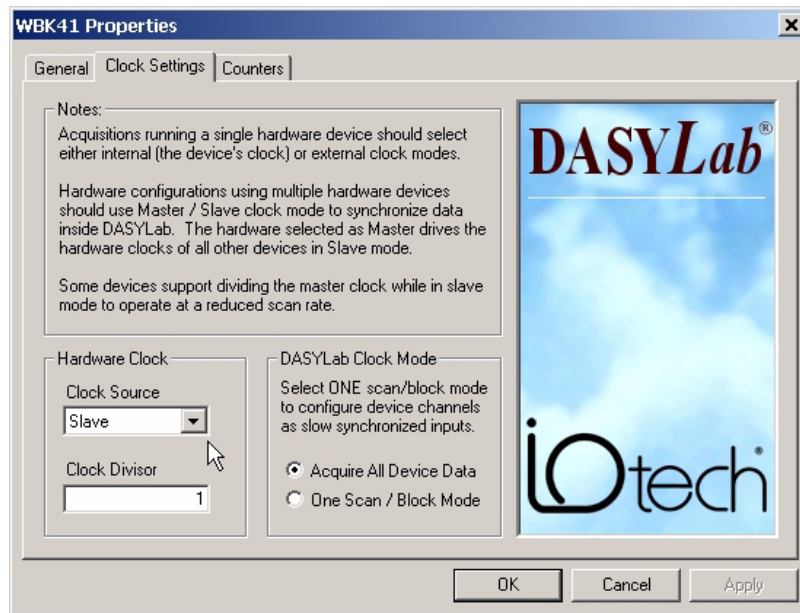 WBK41 Properties
General
Clock Settings
Counters
Notes:
Acquisitions running a single hardware device should select
either internal (the device's clock) or external clock modes.
Hardware configurations using multiple hardware devices
should use Master / Slave clock mode to synchronize data
inside DASYLab. The hardware selected as Master drives the
hardware clocks of all other devices in Slave mode.
Some devices support dividing the master clock while in slave
mode to operate at a reduced scan rate.
Hardware Clock
Clock Source
Slave
Clock Divisor
1
DASYLab Clock Mode
Select ONE scan/block mode
to configure device channels
as slow synchronized inputs.
Acquire All Device Data
One Scan / Block Mode
DASYLab®
iOtech®
OK
Cancel
Apply